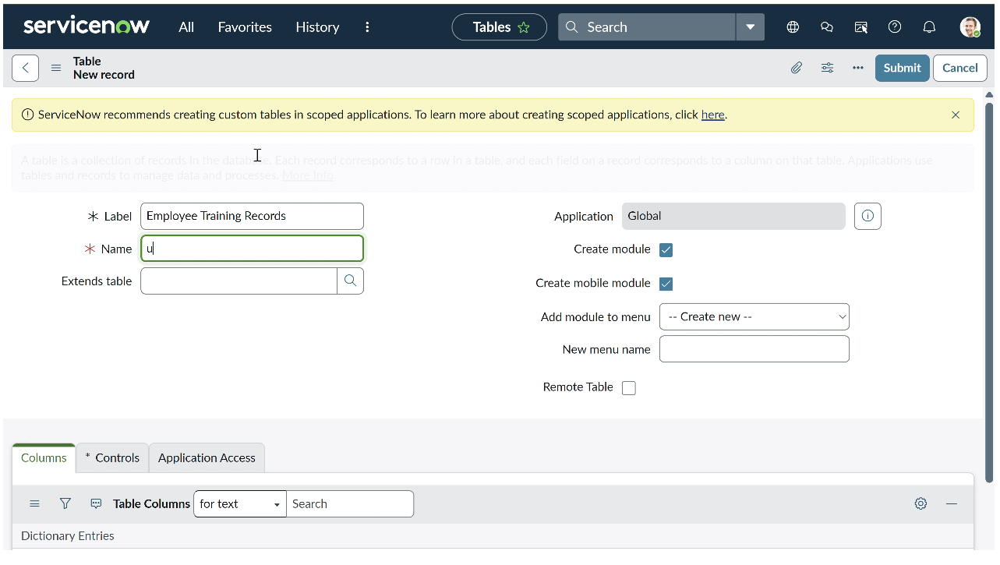 servicenow All Favorites History Tables Search
Table
New record
Submit Cancel
ServiceNow recommends creating custom tables in scoped applications. To learn more about creating scoped applications, click here.
A table is a collection of records in the database. Each record corresponds to a row in a table, and each field on a record corresponds to a column on that table. Applications use
tables and records to manage data and processes. More Info
* Label Employee Training Records
Application Global
* Name u
Create module
Extends table
Create mobile module
Add module to menu -- Create new --
New menu name
Remote Table
Columns * Controls Application Access
Table Columns for text Search
Dictionary Entries